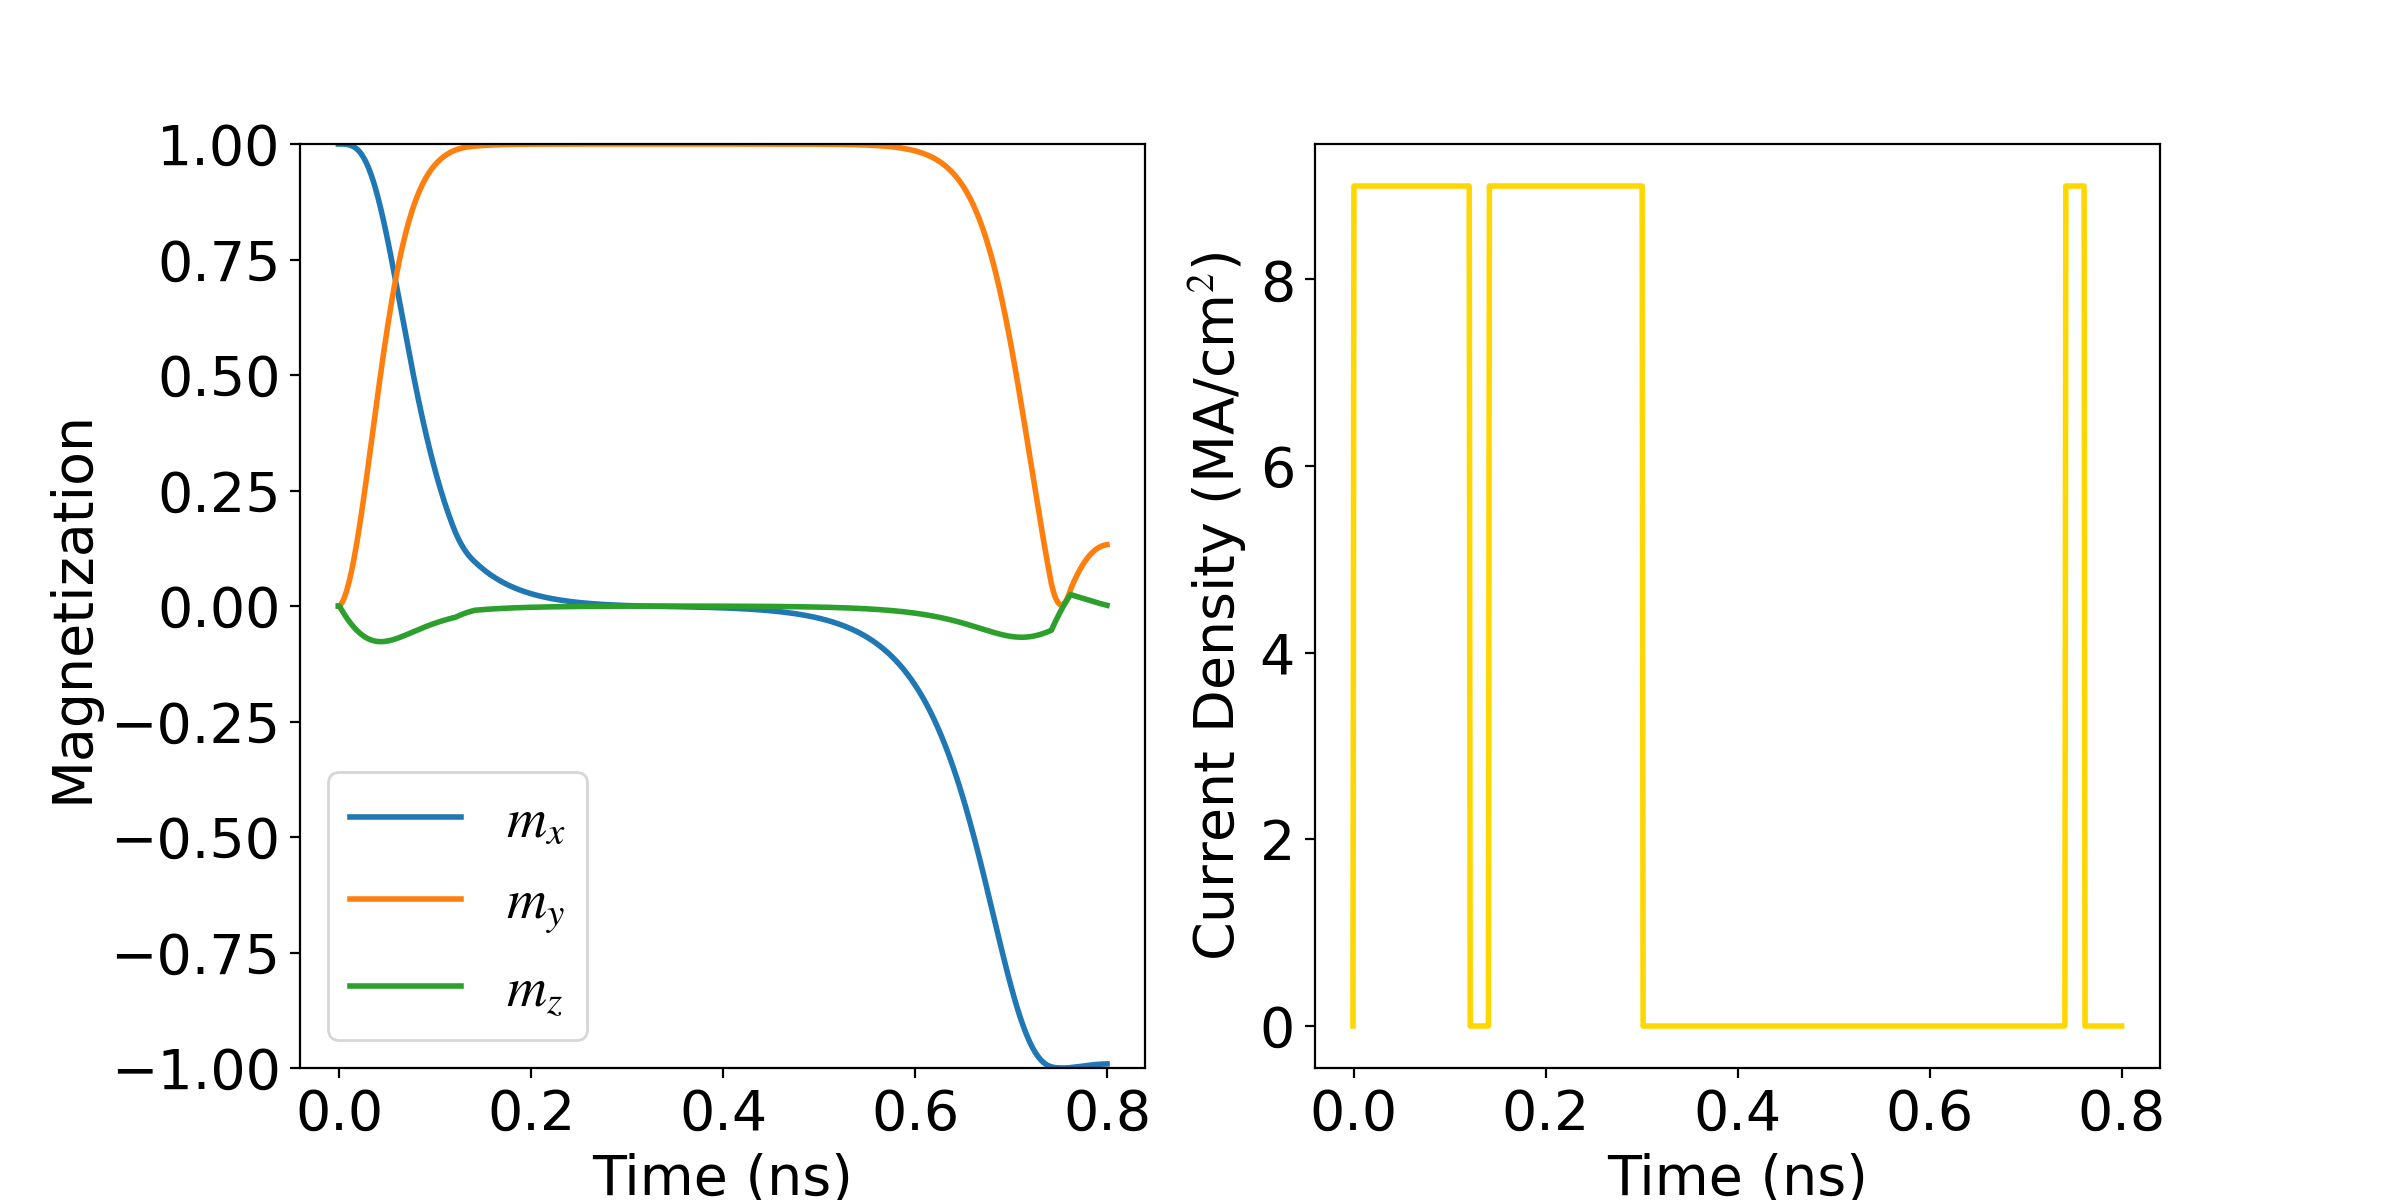 Magnetization
1.00
0.75
0.50
0.25
0.00
−0.25
−0.50
−0.75
−1.00
m_x
m_y
m_z
0.0 0.2 0.4 0.6 0.8
Time (ns)
Current Density (MA/cm²)
8
6
4
2
0
0.0 0.2 0.4 0.6 0.8
Time (ns)